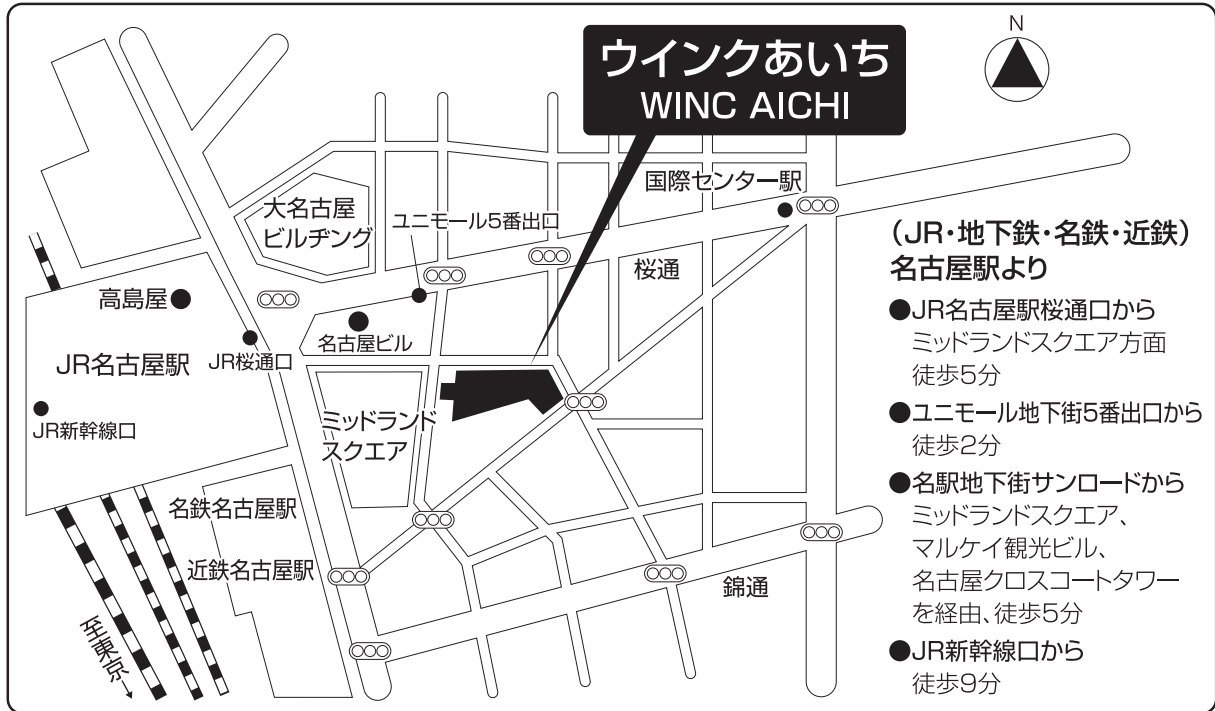 ウインクあいち
WINC AICHI
N
国際センター駅
大名古屋
ビルヂング
ユニモール5番出口
桜通
高島屋
名古屋ビル
JR名古屋駅
JR桜通口
ミッドランド
スクエア
JR新幹線口
名鉄名古屋駅
近鉄名古屋駅
錦通
至東京
(JR・地下鉄・名鉄・近鉄)
名古屋駅より
●JR名古屋駅桜通口から
ミッドランドスクエア方面
徒歩5分
●ユニモール地下街5番出口から
徒歩2分
●名駅地下街サンロードから
ミッドランドスクエア、
マルケイ観光ビル、
名古屋クロスコートタワー
を経由、徒歩5分
●JR新幹線口から
徒歩9分